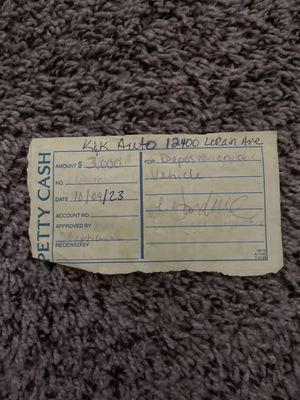 K&K Auto 12400 Lorain Ave
PETTY CASH
AMOUNT $ 3,000
FOR Deposit on a
Vehicle
NO.
DATE 10/09/23
ACCOUNT NO.
APPROVED BY
RECEIVED BY